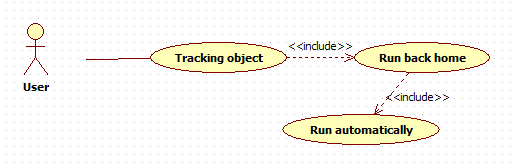 <<include>>
Tracking object
Run back home
User
<<include>>
Run automatically